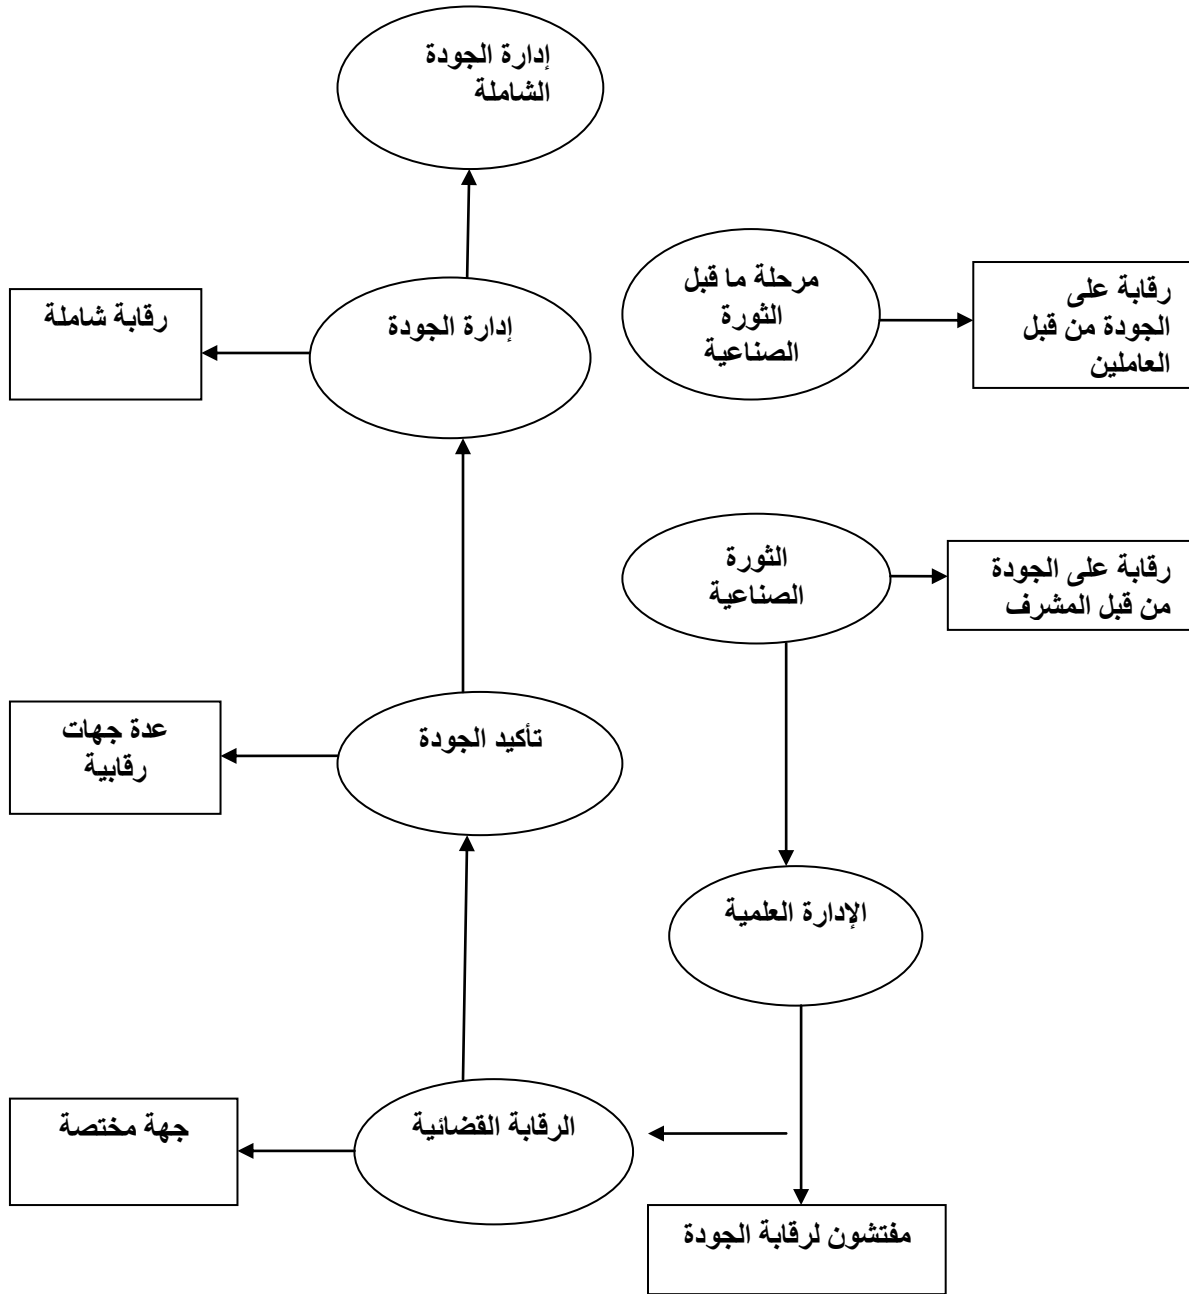 إدارة الجودة
الشاملة
مرحلة ما قبل
الثورة
الصناعية
رقابة على
الجودة من قبل
العاملين
إدارة الجودة
رقابة شاملة
الثورة
الصناعية
رقابة على الجودة
من قبل المشرف
تأكيد الجودة
عدة جهات
رقابية
الإدارة العلمية
الرقابة القضائية
جهة مختصة
مفتشون لرقابة الجودة